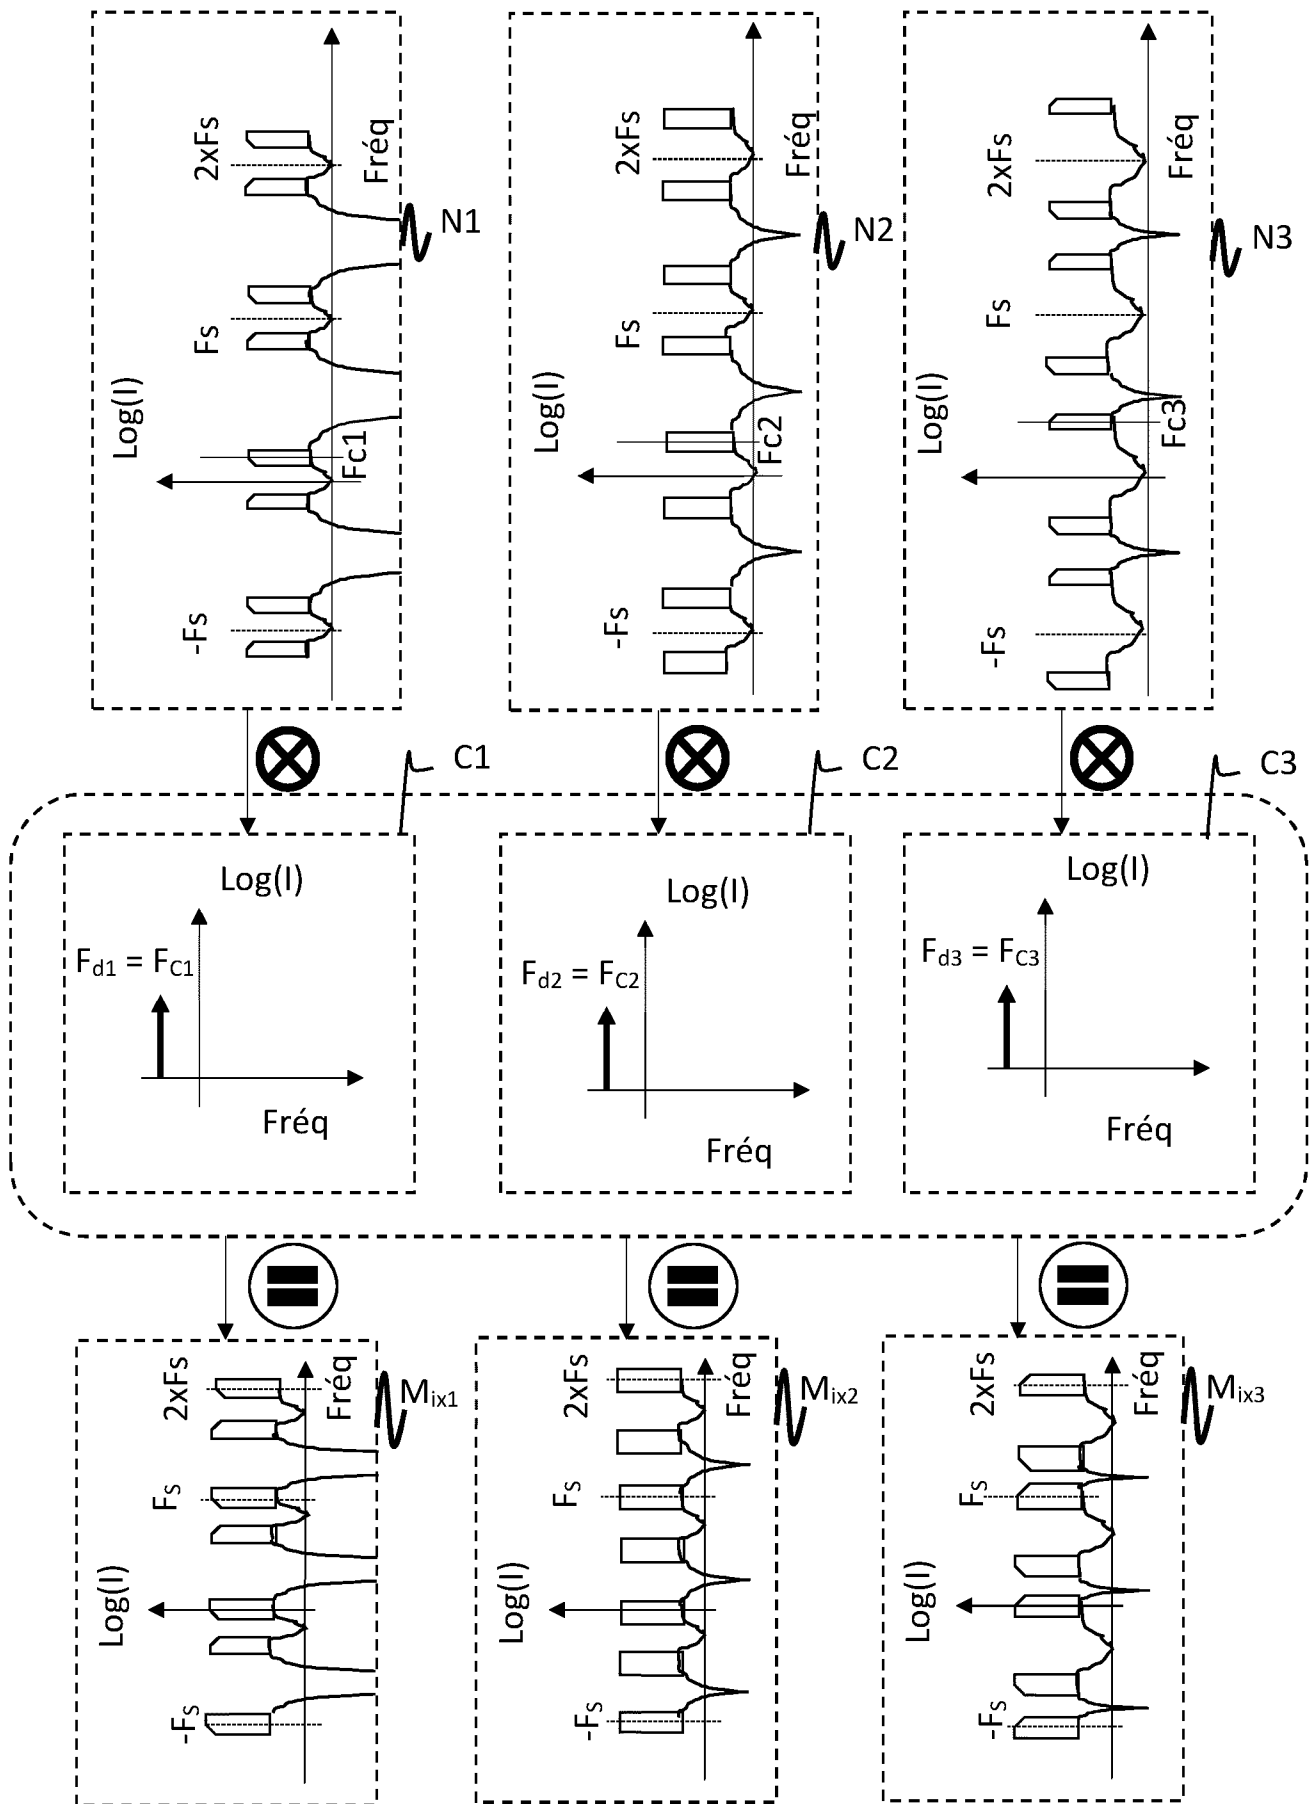 2xFs
Fréq
Fs
Log(I)
Fc1
-Fs
N1
2xFs
Fréq
Fs
Log(I)
Fc2
-Fs
N2
2xFs
Fréq
Fs
Log(I)
Fc3
-Fs
N3
C1
C2
C3
Log(I)
Fd1 = FC1
Fréq
Log(I)
Fd2 = FC2
Fréq
Log(I)
Fd3 = FC3
Fréq
2xFs
Fréq
Fs
Log(I)
-Fs
Mix1
2xFs
Fréq
Fs
Log(I)
-Fs
Mix2
2xFs
Fréq
Fs
Log(I)
-Fs
Mix3